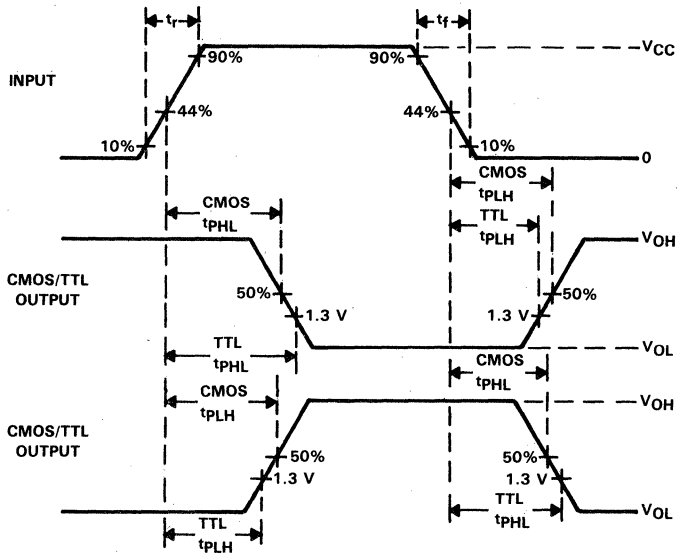 tr
tf
INPUT
90%
90%
VCC
44%
44%
10%
10%
0
CMOS
tPHL
CMOS
tPLH
TTL
tPLH
VOH
CMOS/TTL
OUTPUT
50%
50%
1.3 V
1.3 V
TTL
tPHL
VOL
CMOS
tPLH
CMOS
tPHL
VOH
CMOS/TTL
OUTPUT
50%
50%
1.3 V
1.3 V
TTL
tPHL
VOL
TTL
tPLH